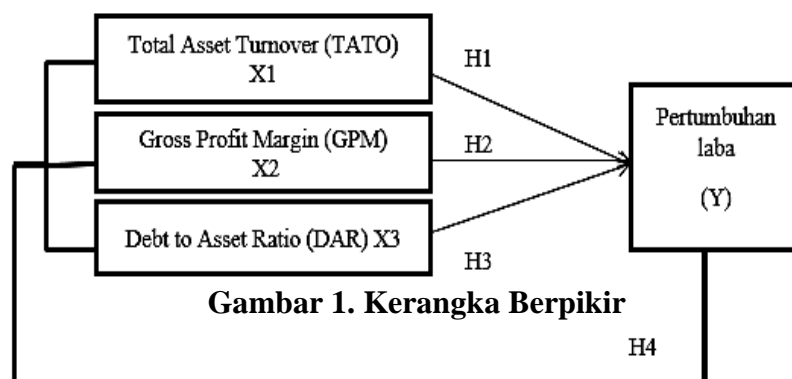 Total Asset Turnover (TATO)
X1
H1
Gross Profit Margin (GPM)
X2
H2
Debt to Asset Ratio (DAR) X3
H3
Pertumbuhan
laba
(Y)
Gambar 1. Kerangka Berpikir
H4